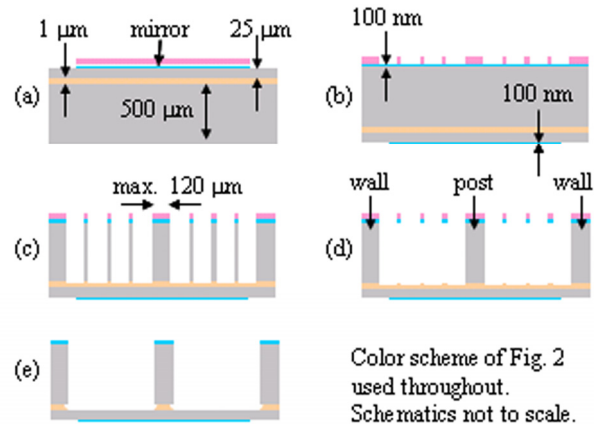 1 μm
mirror
25 μm
(a)
500 μm
100 nm
(b)
100 nm
max.
120 μm
(c)
wall
post
wall
(d)
(e)
Color scheme of Fig. 2
used throughout.
Schematics not to scale.